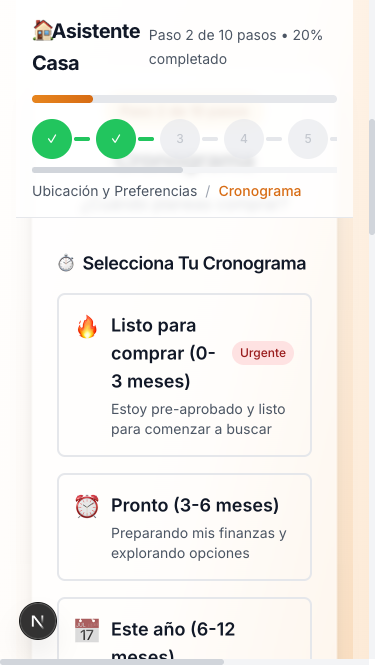 Asistente
Casa
Paso 2 de 10 pasos • 20%
completado
✓ ✓ 3 4 5
Ubicación y Preferencias / Cronograma
Selecciona Tu Cronograma
Listo para
comprar (0-
3 meses)
Urgente
Estoy pre-aprobado y listo
para comenzar a buscar
Pronto (3-6 meses)
Preparando mis finanzas y
explorando opciones
17
Este año (6-12
meses)
N